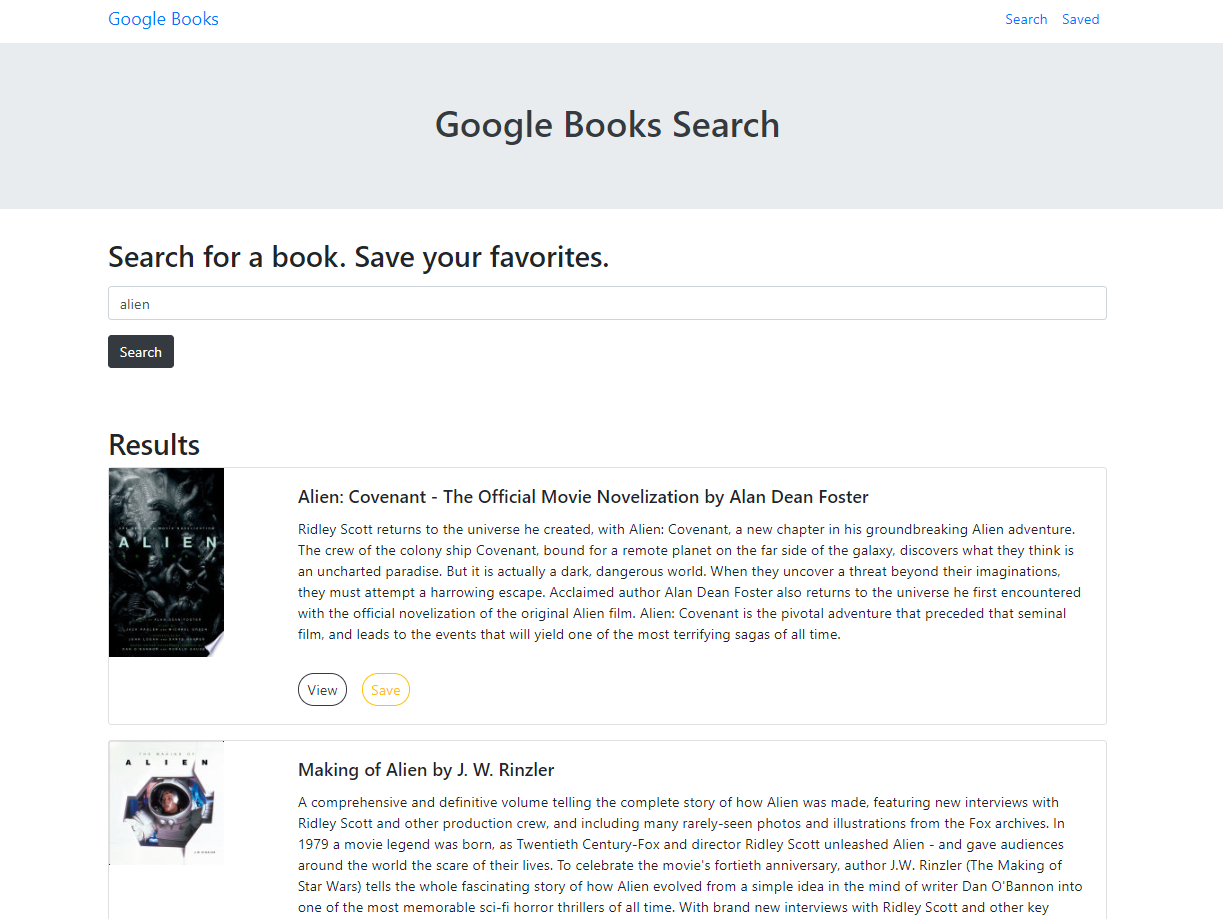 Google Books
Search Saved
Google Books Search
Search for a book. Save your favorites.
alien
Search
Results
ALIEN
Alien: Covenant - The Official Movie Novelization by Alan Dean Foster
Ridley Scott returns to the universe he created, with Alien: Covenant, a new chapter in his groundbreaking Alien adventure.
The crew of the colony ship Covenant, bound for a remote planet on the far side of the galaxy, discovers what they think is
an uncharted paradise. But it is actually a dark, dangerous world. When they uncover a threat beyond their imaginations,
they must attempt a harrowing escape. Acclaimed author Alan Dean Foster also returns to the universe he first encountered
with the official novelization of the original Alien film. Alien: Covenant is the pivotal adventure that preceded that seminal
film, and leads to the events that will yield one of the most terrifying sagas of all time.
View Save
THE MAKING OF
ALIEN
Making of Alien by J. W. Rinzler
A comprehensive and definitive volume telling the complete story of how Alien was made, featuring new interviews with
Ridley Scott and other production crew, and including many rarely-seen photos and illustrations from the Fox archives. In
1979 a movie legend was born, as Twentieth Century-Fox and director Ridley Scott unleashed Alien - and gave audiences
around the world the scare of their lives. To celebrate the movie's fortieth anniversary, author J.W. Rinzler (The Making of
Star Wars) tells the whole fascinating story of how Alien evolved from a simple idea in the mind of writer Dan O'Bannon into
one of the most memorable sci-fi horror thrillers of all time. With brand new interviews with Ridley Scott and other key